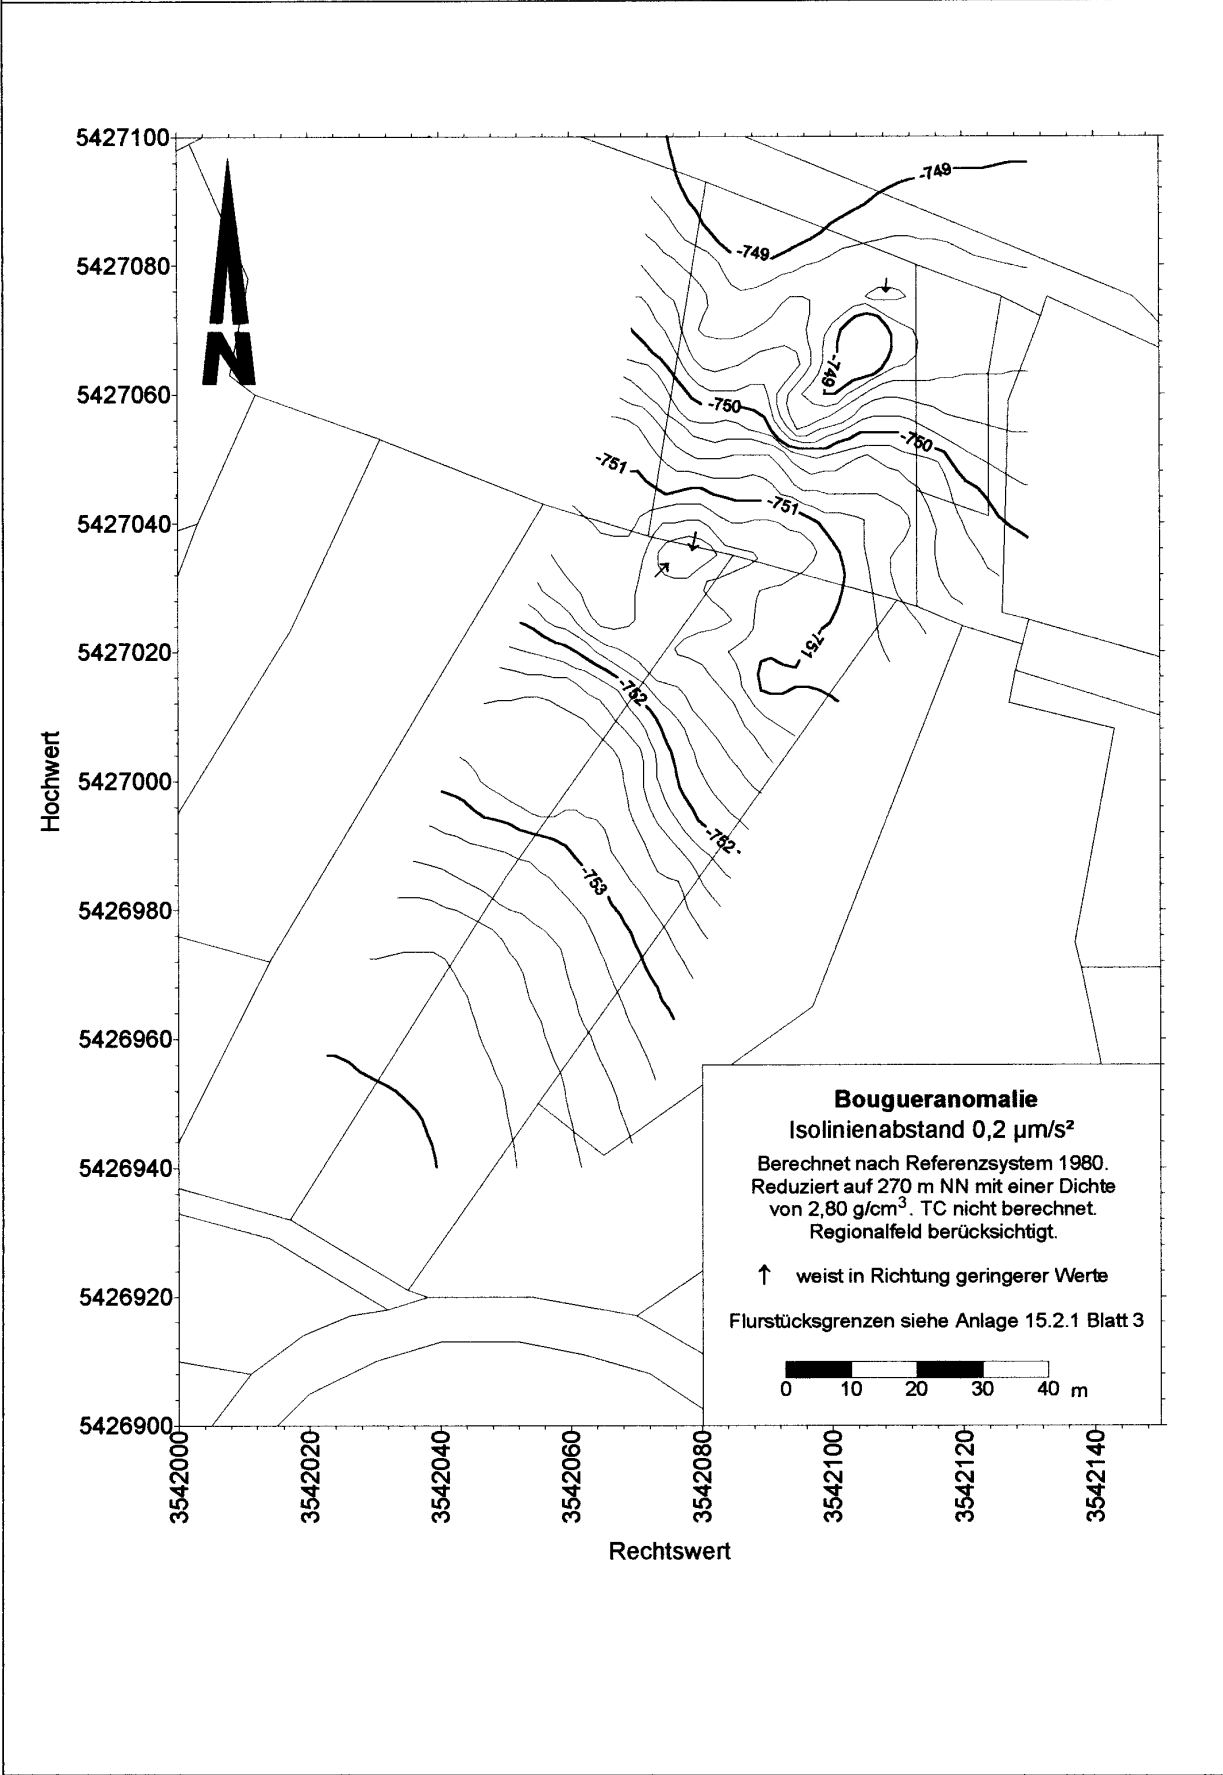 5427100
5427080
5427060
5427040
5427020
5427000
5426980
5426960
5426940
5426920
5426900
Hochwert
N
-749
-749
-749
-750
-750
-751
-751
-751
-752
-752
-753
Bougueranomalie
Isolinienabstand 0,2 µm/s²
Berechnet nach Referenzsystem 1980.
Reduziert auf 270 m NN mit einer Dichte
von 2,80 g/cm³. TC nicht berechnet.
Regionalfeld berücksichtigt.
↑ weist in Richtung geringerer Werte
Flurstücksgrenzen siehe Anlage 15.2.1 Blatt 3
0 10 20 30 40 m
3542000
3542020
3542040
3542060
3542080
3542100
3542120
3542140
Rechtswert